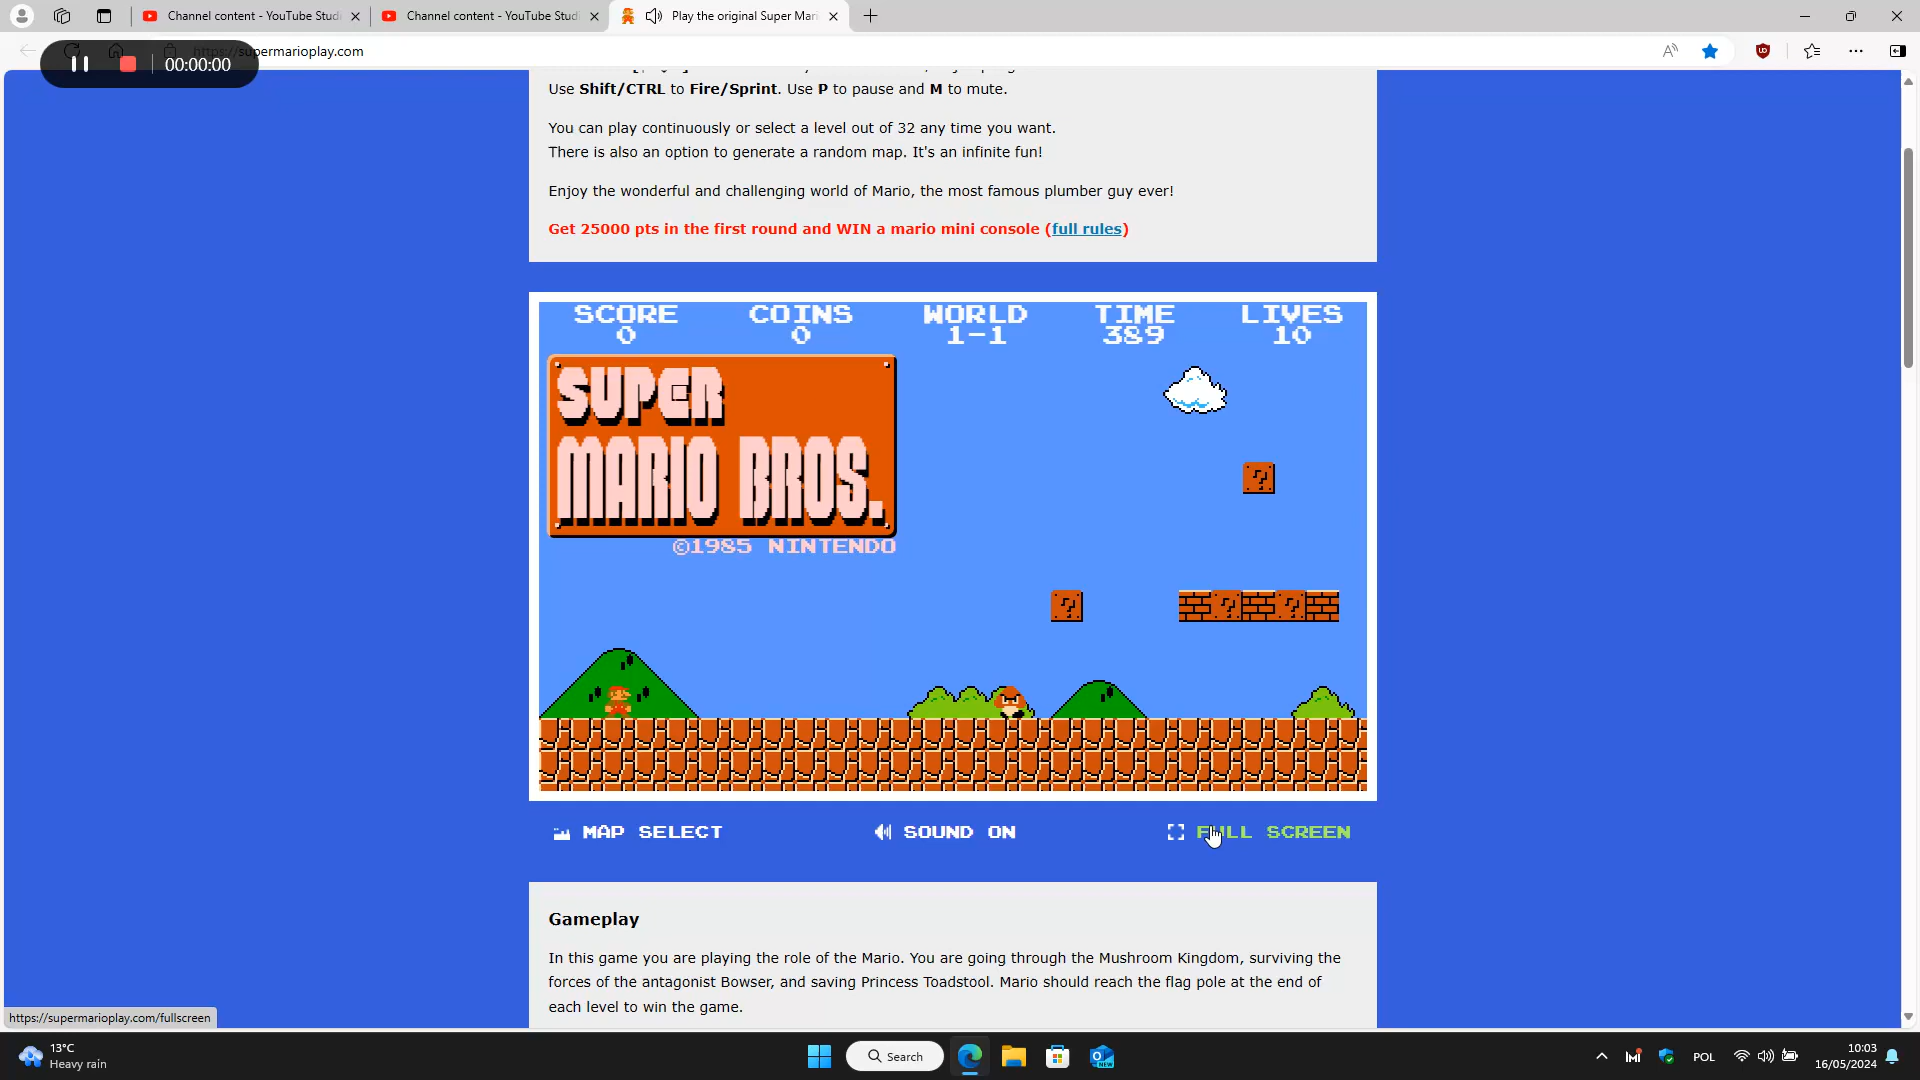 Channel content - YouTube Stud
Channel content - YouTube Stud
Play the original Super Mar
https://supermarioplay.com
00:00:00
Use Shift/CTRL to Fire/Sprint. Use P to pause and M to mute.
You can play continuously or select a level out of 32 any time you want.
There is also an option to generate a random map. It's an infinite fun!
Enjoy the wonderful and challenging world of Mario, the most famous plumber guy ever!
Get 25000 pts in the first round and WIN a mario mini console (full rules)
SCORE COINS WORLD TIME LIVES
0 0 1-1 389 10
SUPER
MARIO BROS.
©1985 NINTENDO
MAP SELECT
SOUND ON
FULL SCREEN
Gameplay
In this game you are playing the role of the Mario. You are going through the Mushroom Kingdom, surviving the
forces of the antagonist Bowser, and saving Princess Toadstool. Mario should reach the flag pole at the end of
each level to win the game.
https://supermarioplay.com/fullscreen
13°C
Heavy rain
Search
NEW
POL
10:03
16/05/2024